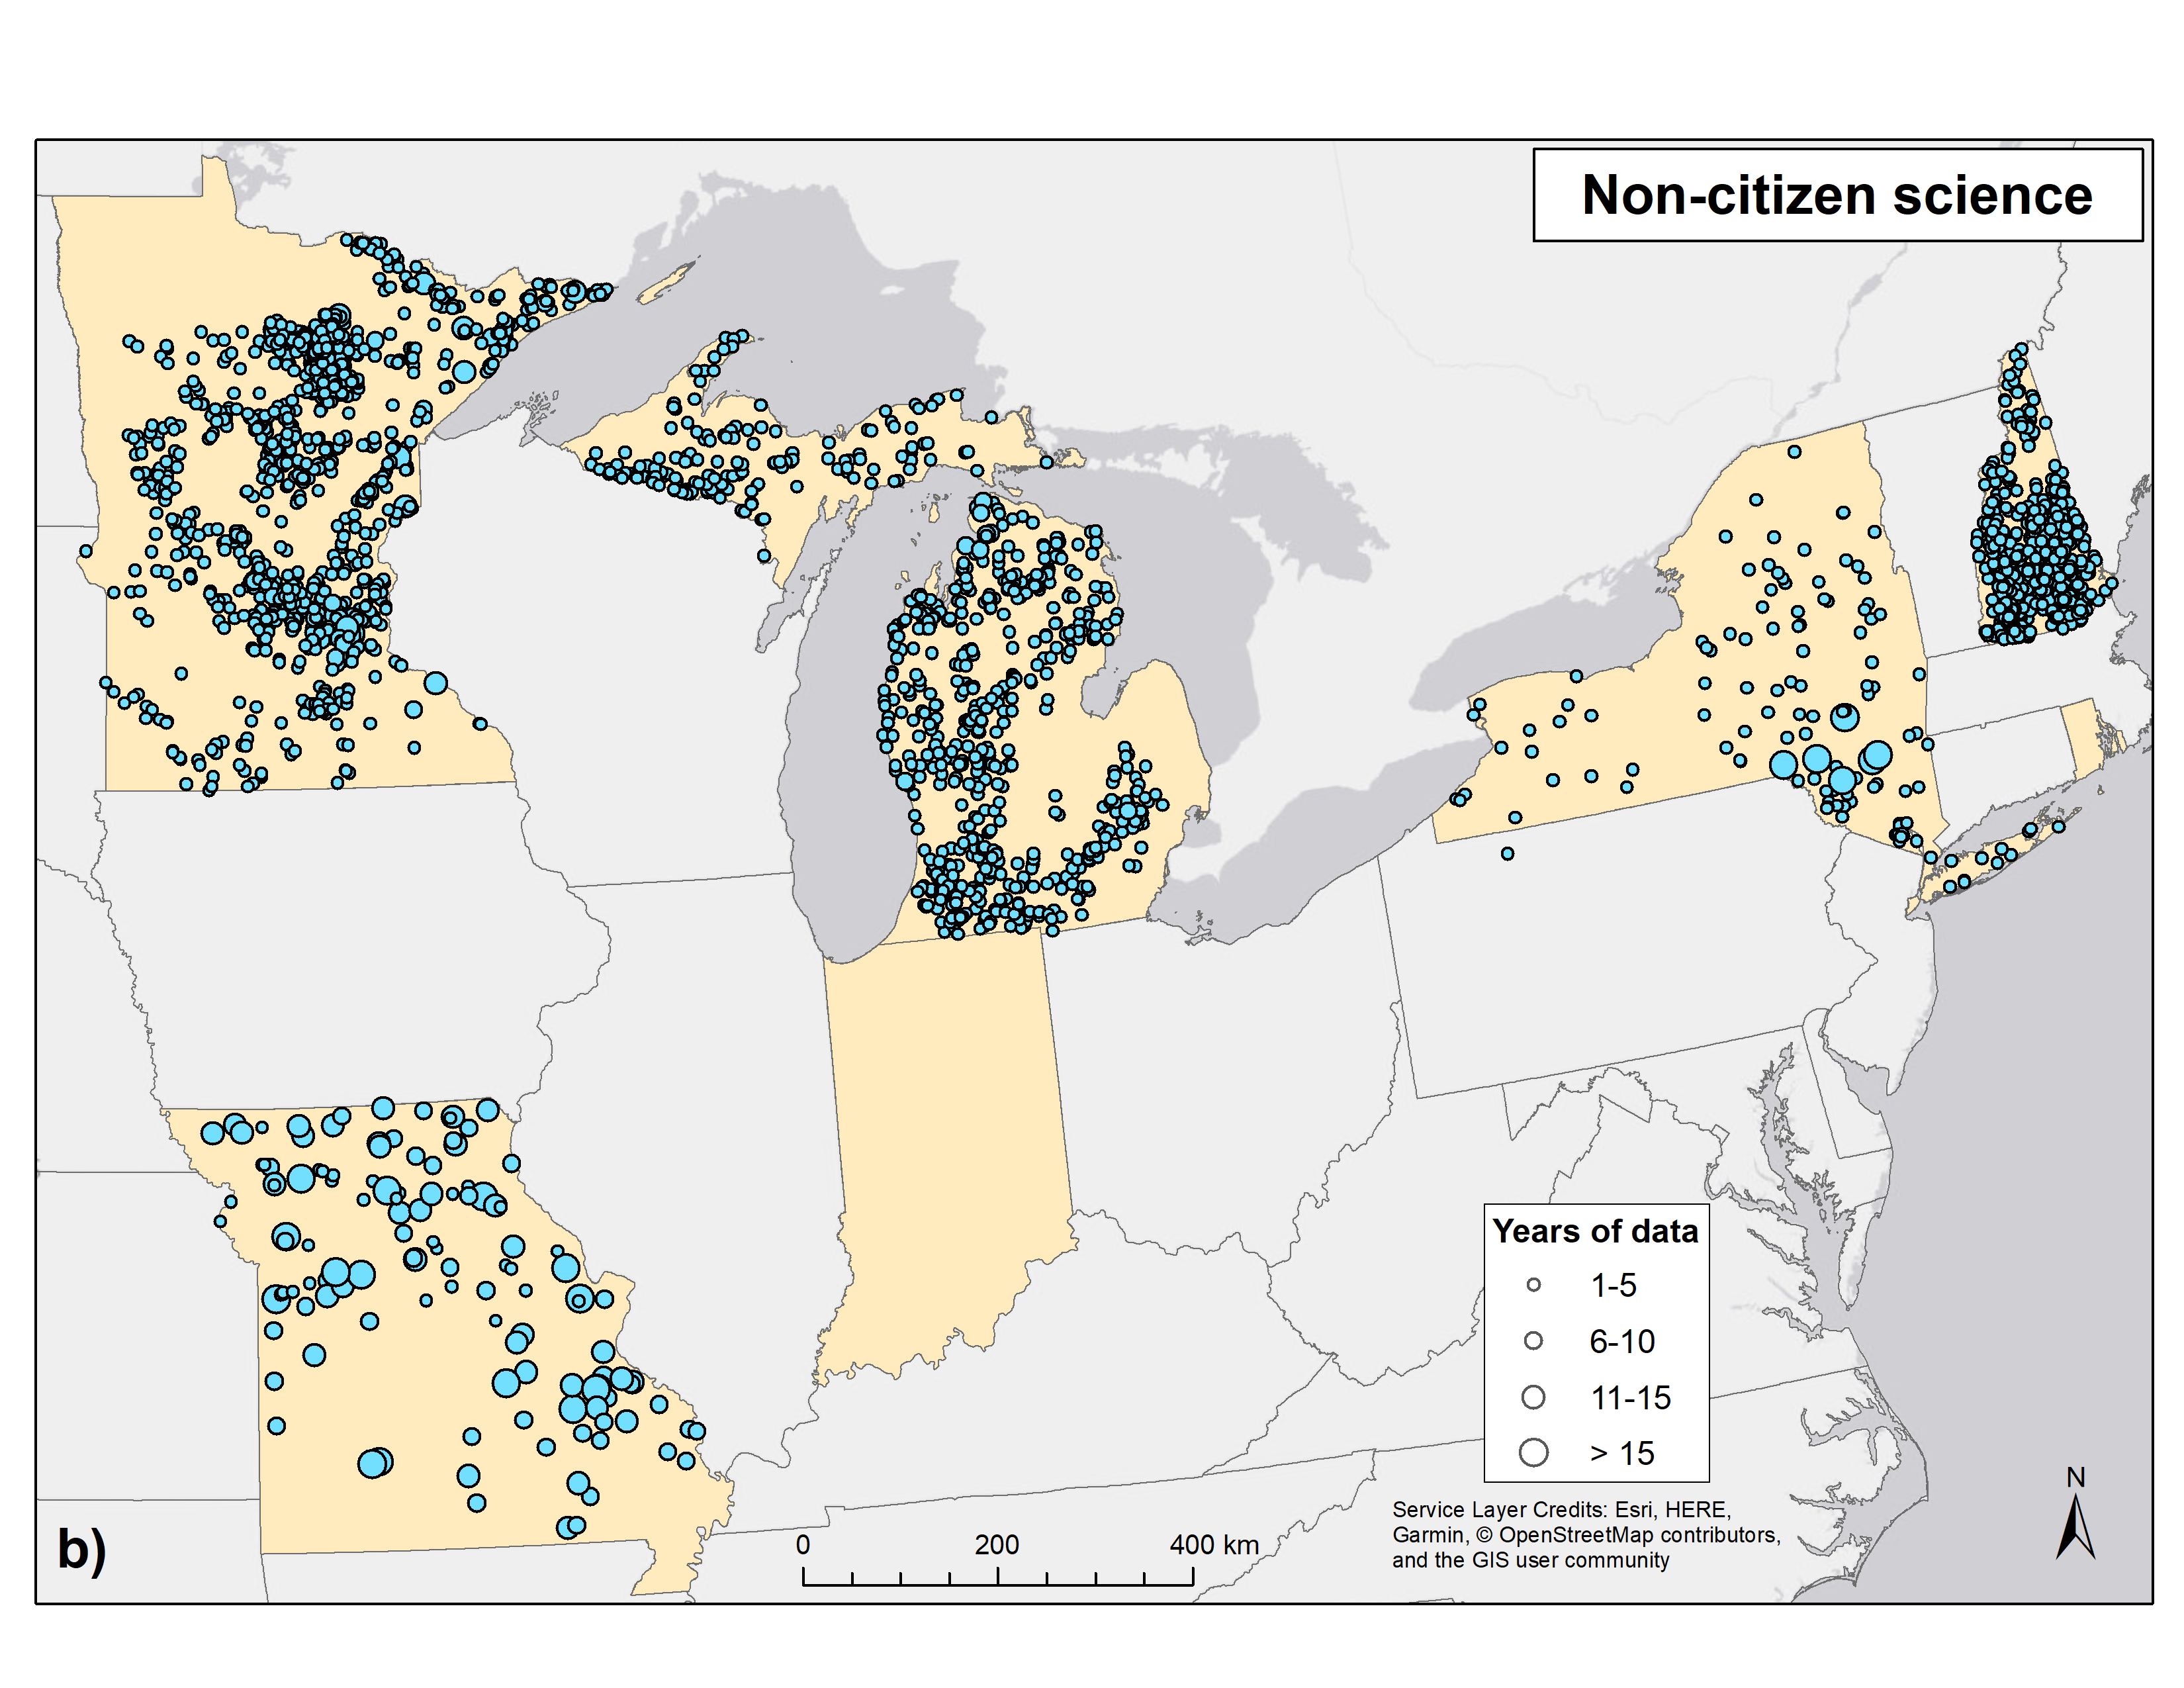 Non-citizen science
Years of data
1-5
6-10
11-15
> 15
Service Layer Credits: Esri, HERE,
Garmin, © OpenStreetMap contributors,
and the GIS user community
N
0 200 400 km
b)